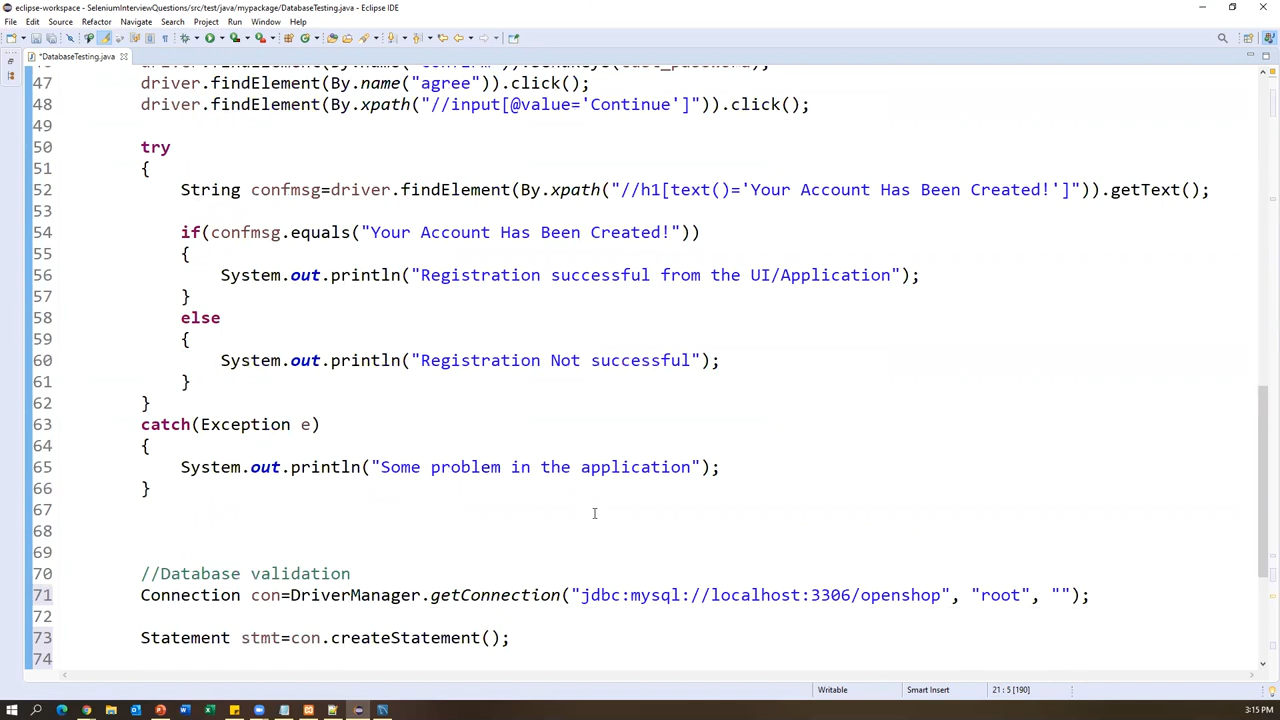 eclipse-workspace - SeleniumInterviewQuestions/src/test/java/mypackage/DatabaseTesting.java - Eclipse IDE
File Edit Source Refactor Navigate Search Project Run Window Help
*DatabaseTesting.java
47 driver.findElement(By.name("agree")).click();
48 driver.findElement(By.xpath("//input[@value='Continue']")).click();
49
50 try
51 {
52 String confmsg=driver.findElement(By.xpath("//h1[text()='Your Account Has Been Created!']")).getText();
53
54 if(confmsg.equals("Your Account Has Been Created!"))
55 {
56 System.out.println("Registration successful from the UI/Application");
57 }
58 else
59 {
60 System.out.println("Registration Not successful");
61 }
62 }
63 catch(Exception e)
64 {
65 System.out.println("Some problem in the application");
66 }
67
68
69
70 //Database validation
71 Connection con=DriverManager.getConnection("jdbc:mysql://localhost:3306/openshop", "root", "");
72
73 Statement stmt=con.createStatement();
74
Writable Smart Insert 21 : 5 [190]
3:15 PM